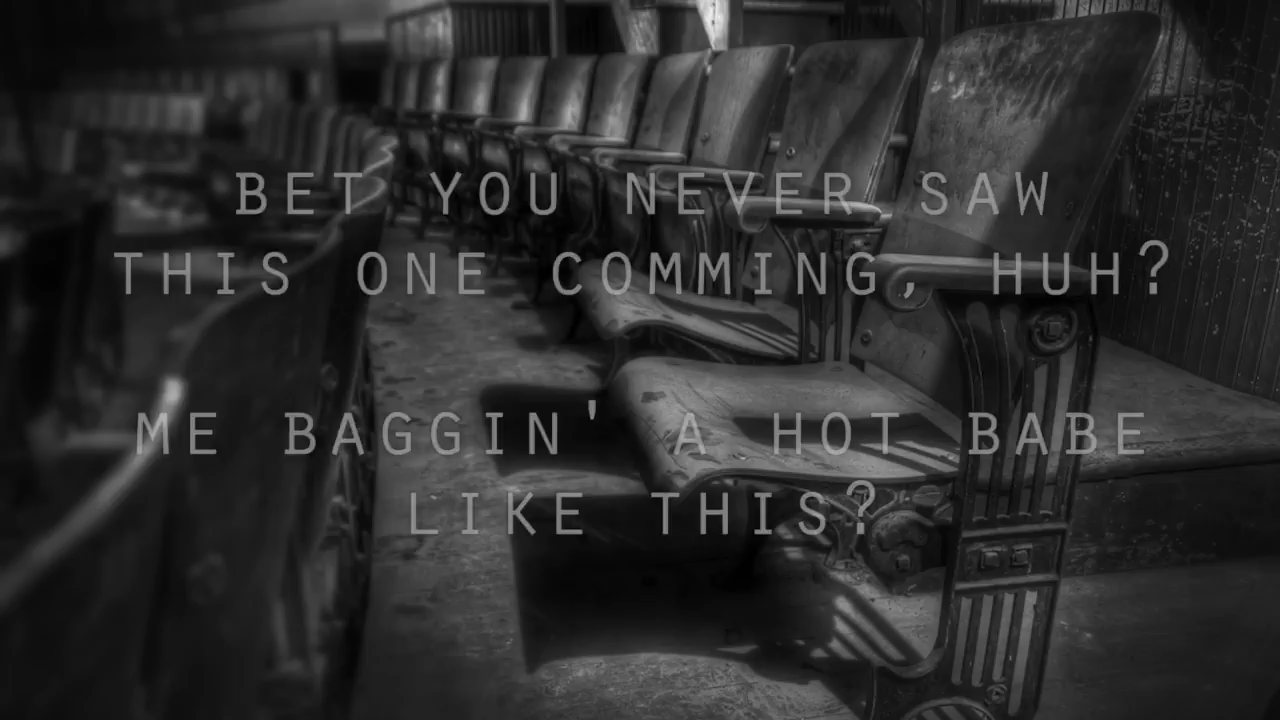 BET YOU NEVER SAW
THIS ONE COMMING, HUH?
ME BAGGIN' A HOT BABE
LIKE THIS?